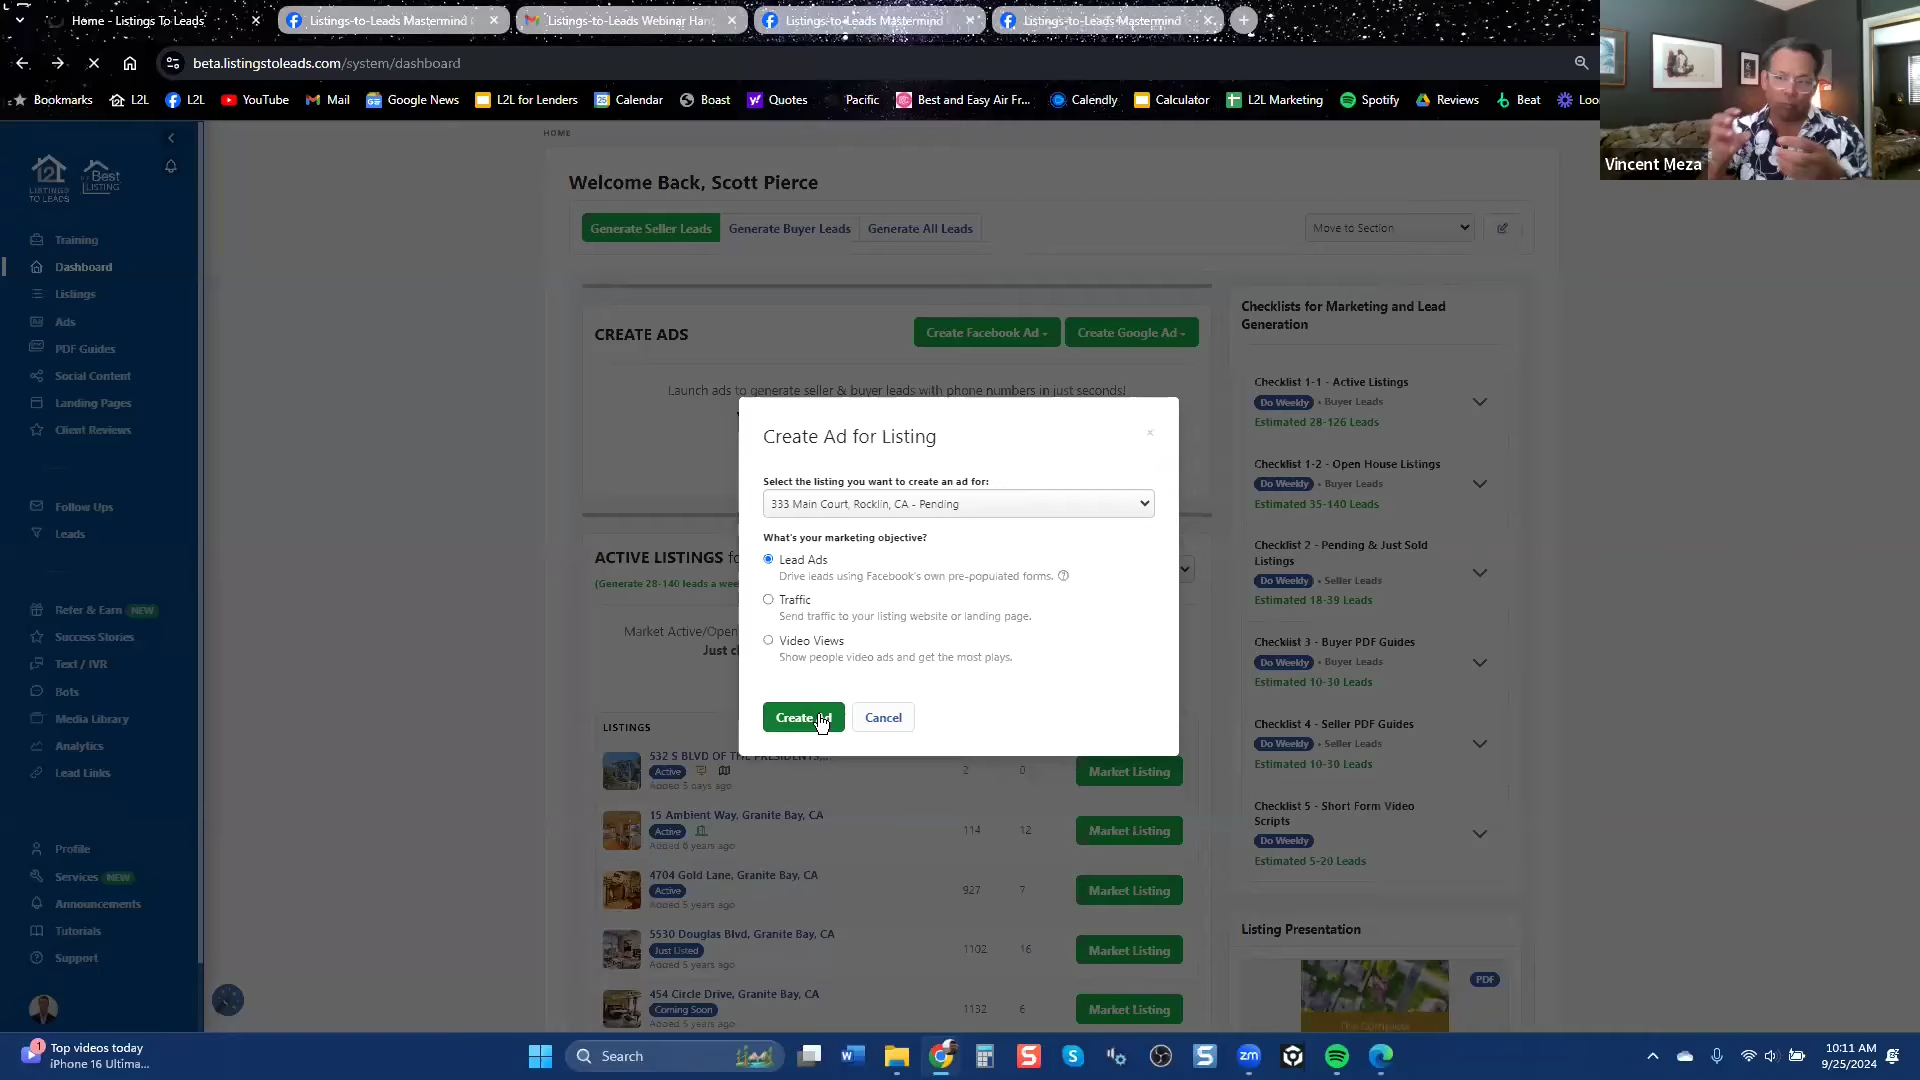 Home - Listings To Leads
Listings-to-Leads Mastermind
Listings-to-Leads Webinar Han
Listings-to-Leads Mastermind
Listings-to-Leads Mastermind
beta.listingstoleads.com/system/dashboard
Bookmarks
L2L
L2L
YouTube
Mail
Google News
L2L for Lenders
Calendar
Boast
Quotes
Pacific
Best and Easy Air Fr...
Calendly
Calculator
L2L Marketing
Spotify
Reviews
Beat
Loo
Vincent Meza
LISTINGS
TO LEADS
Best
Training
Dashboard
Listings
Ads
PDF Guides
Social Content
Landing Pages
Client Reviews
Follow Ups
Leads
Refer & Earn NEW
Success Stories
Text / IVR
Bots
Media Library
Analytics
Lead Links
Profile
Services NEW
Announcements
Tutorials
Support
HOME
Welcome Back, Scott Pierce
Generate Seller Leads
Generate Buyer Leads
Generate All Leads
Move to Section
CREATE ADS
Create Facebook Ad -
Create Google Ad -
Launch ads to generate seller & buyer leads with phone numbers in just seconds!
ACTIVE LISTINGS fo
(Generate 28-140 leads a wee
Market Active/Open
Just cl
Create Ad for Listing
×
Select the listing you want to create an ad for:
333 Main Court, Rocklin, CA - Pending
What's your marketing objective?
Lead Ads
Drive leads using Facebook's own pre-populated forms.
Traffic
Send traffic to your listing website or landing page.
Video Views
Show people video ads and get the most plays.
Create
Cancel
LISTINGS
532 S BLVD OF THE PRESIDENTS,...
Active
Added 5 days ago
2
0
Market Listing
15 Ambient Way, Granite Bay, CA
Active
Added 6 years ago
114
12
Market Listing
4704 Gold Lane, Granite Bay, CA
Active
Added 5 years ago
927
7
Market Listing
5530 Douglas Blvd, Granite Bay, CA
Just Listed
Added 5 years ago
1102
16
Market Listing
454 Circle Drive, Granite Bay, CA
Coming Soon
Added 5 years ago
1132
6
Market Listing
Checklists for Marketing and Lead
Generation
Checklist 1-1 - Active Listings
Do Weekly • Buyer Leads
Estimated 28-126 Leads
Checklist 1-2 - Open House Listings
Do Weekly • Buyer Leads
Estimated 35-140 Leads
Checklist 2 - Pending & Just Sold
Listings
Do Weekly • Seller Leads
Estimated 18-39 Leads
Checklist 3 - Buyer PDF Guides
Do Weekly • Buyer Leads
Estimated 10-30 Leads
Checklist 4 - Seller PDF Guides
Do Weekly • Seller Leads
Estimated 10-30 Leads
Checklist 5 - Short Form Video
Scripts
Do Weekly
Estimated 5-20 Leads
Listing Presentation
PDF
1
Top videos today
iPhone 16 Ultima...
Search
zm
10:11 AM
9/25/2024